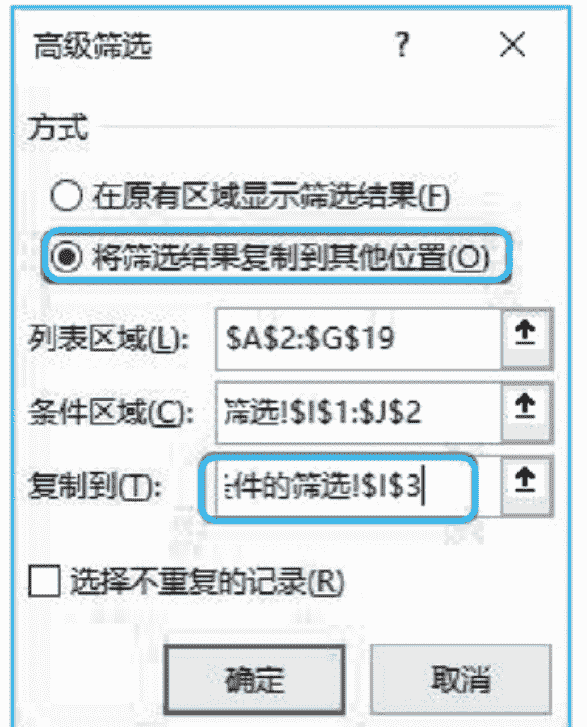 高级筛选 ? ×
方式
在原有区域显示筛选结果(F)
将筛选结果复制到其他位置(O)
列表区域(L): $A$2:$G$19
条件区域(C): 筛选!$I$1:$J$2
复制到(T): 件的筛选!$I$3
选择不重复的记录(R)
确定 取消